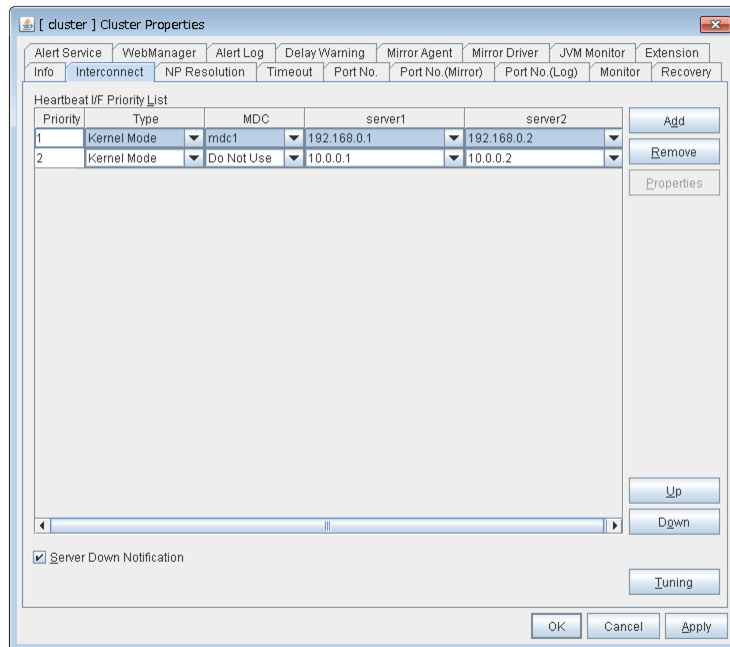 [ cluster ] Cluster Properties
Alert Service WebManager Alert Log Delay Warning Mirror Agent Mirror Driver JVM Monitor Extension
Info Interconnect NP Resolution Timeout Port No. Port No.(Mirror) Port No.(Log) Monitor Recovery
Heartbeat I/F Priority List
Priority Type MDC server1 server2
1 Kernel Mode mdc1 192.168.0.1 192.168.0.2
2 Kernel Mode Do Not Use 10.0.0.1 10.0.0.2
Add
Remove
Properties
Up
Down
Server Down Notification
Tuning
OK Cancel Apply